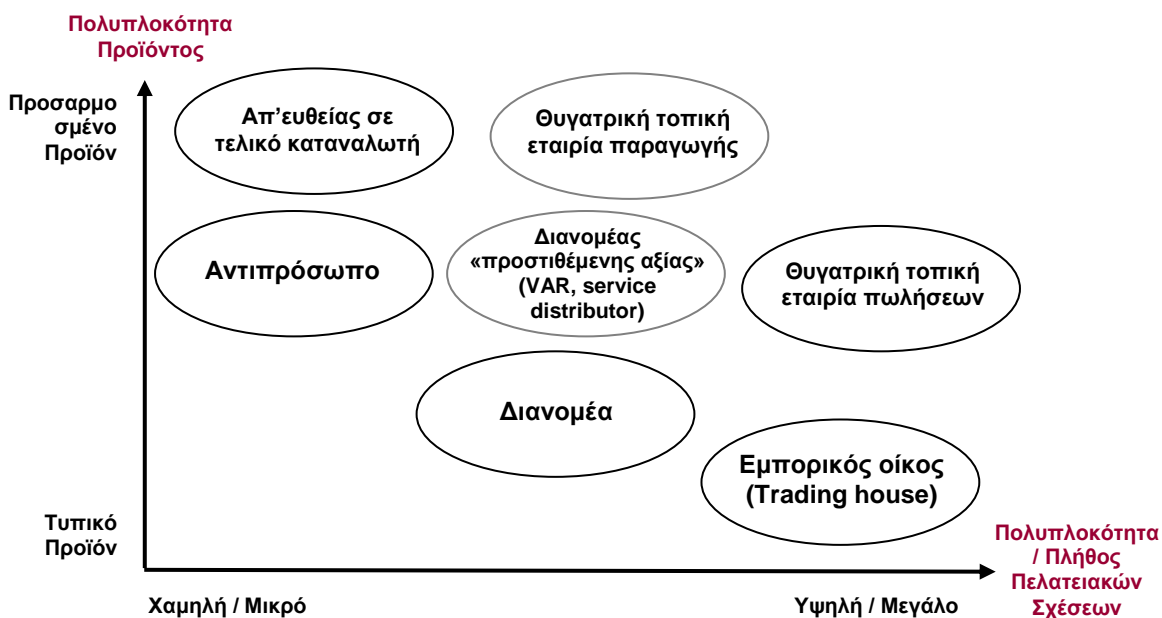 Πολυπλοκότητα
Προϊόντος
Προσαρμο
σμένο
Προϊόν
Απ’ευθείας σε
τελικό καταναλωτή
Θυγατρική τοπική
εταιρία παραγωγής
Αντιπρόσωπο
Διανομέας
«προστιθέμενης αξίας»
(VAR, service
distributor)
Θυγατρική τοπική
εταιρία πωλήσεων
Διανομέα
Εμπορικός οίκος
(Trading house)
Τυπικό
Προϊόν
Πολυπλοκότητα
/ Πλήθος
Πελατειακών
Σχέσεων
Χαμηλή / Μικρό
Υψηλή / Μεγάλο